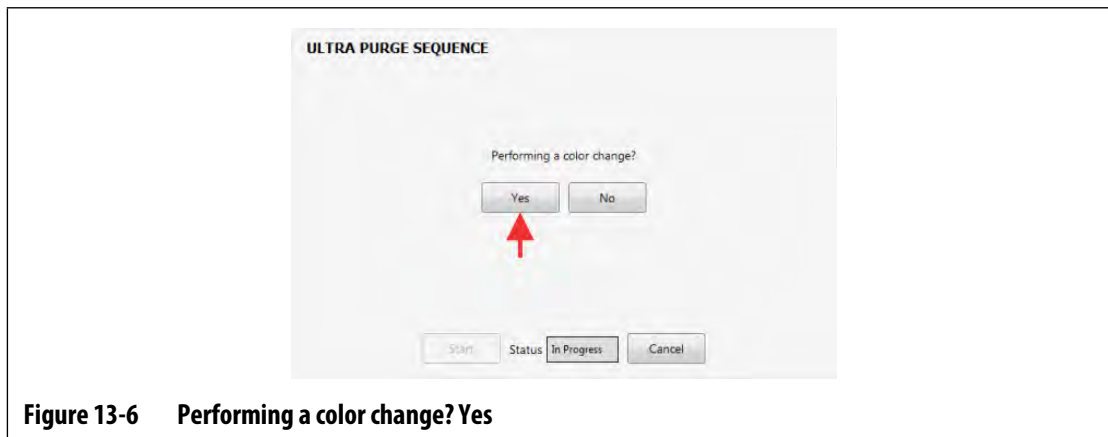 ULTRA PURGE SEQUENCE
Performing a color change?
Yes No
Start Status In Progress Cancel
Figure 13-6 Performing a color change? Yes